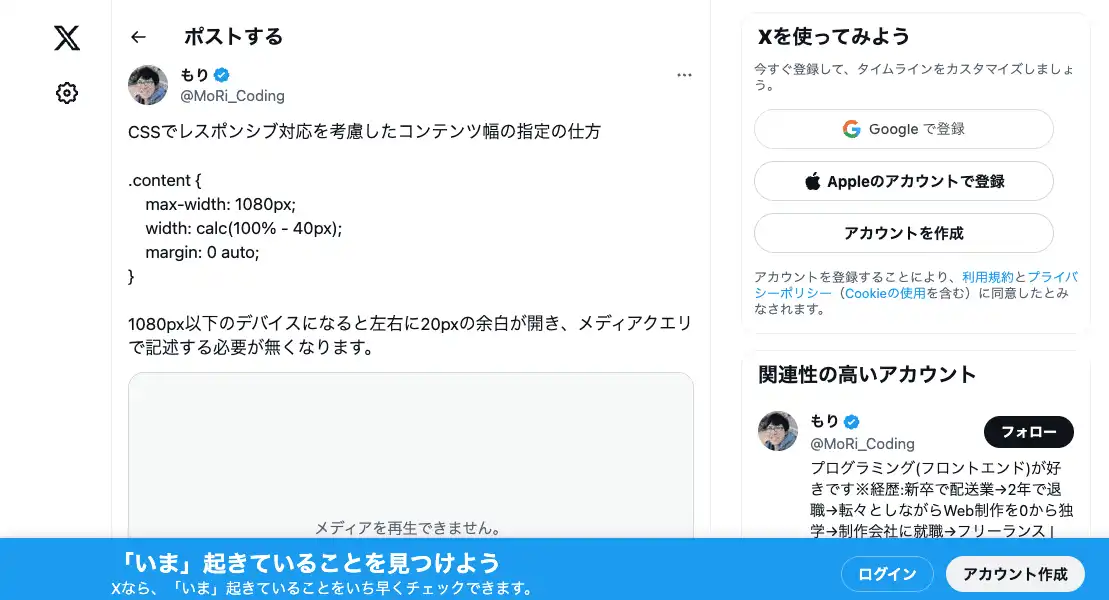 ポストする
もり
@MoRi_Coding
CSSでレスポンシブ対応を考慮したコンテンツ幅の指定の仕方
.content {
max-width: 1080px;
width: calc(100% - 40px);
margin: 0 auto;
}
1080px以下のデバイスになると左右に20pxの余白が開き、メディアクエリ
で記述する必要が無くなります。
メディアを再生できません。
Xを使ってみよう
今すぐ登録して、タイムラインをカスタマイズしましょ
う。
Google で登録
Appleのアカウントで登録
アカウントを作成
アカウントを登録することにより、利用規約とプライバ
シーポリシー（Cookieの使用を含む）に同意したとみ
なされます。
関連性の高いアカウント
もり
@MoRi_Coding
フォロー
プログラミング(フロントエンド)が好
きです※経歴:新卒で配送業→2年で退
職→転々としながらWeb制作を0から独
学→制作会社に就職→フリーランス |
「いま」起きていることを見つけよう
Xなら、「いま」起きていることをいち早くチェックできます。
ログイン
アカウント作成